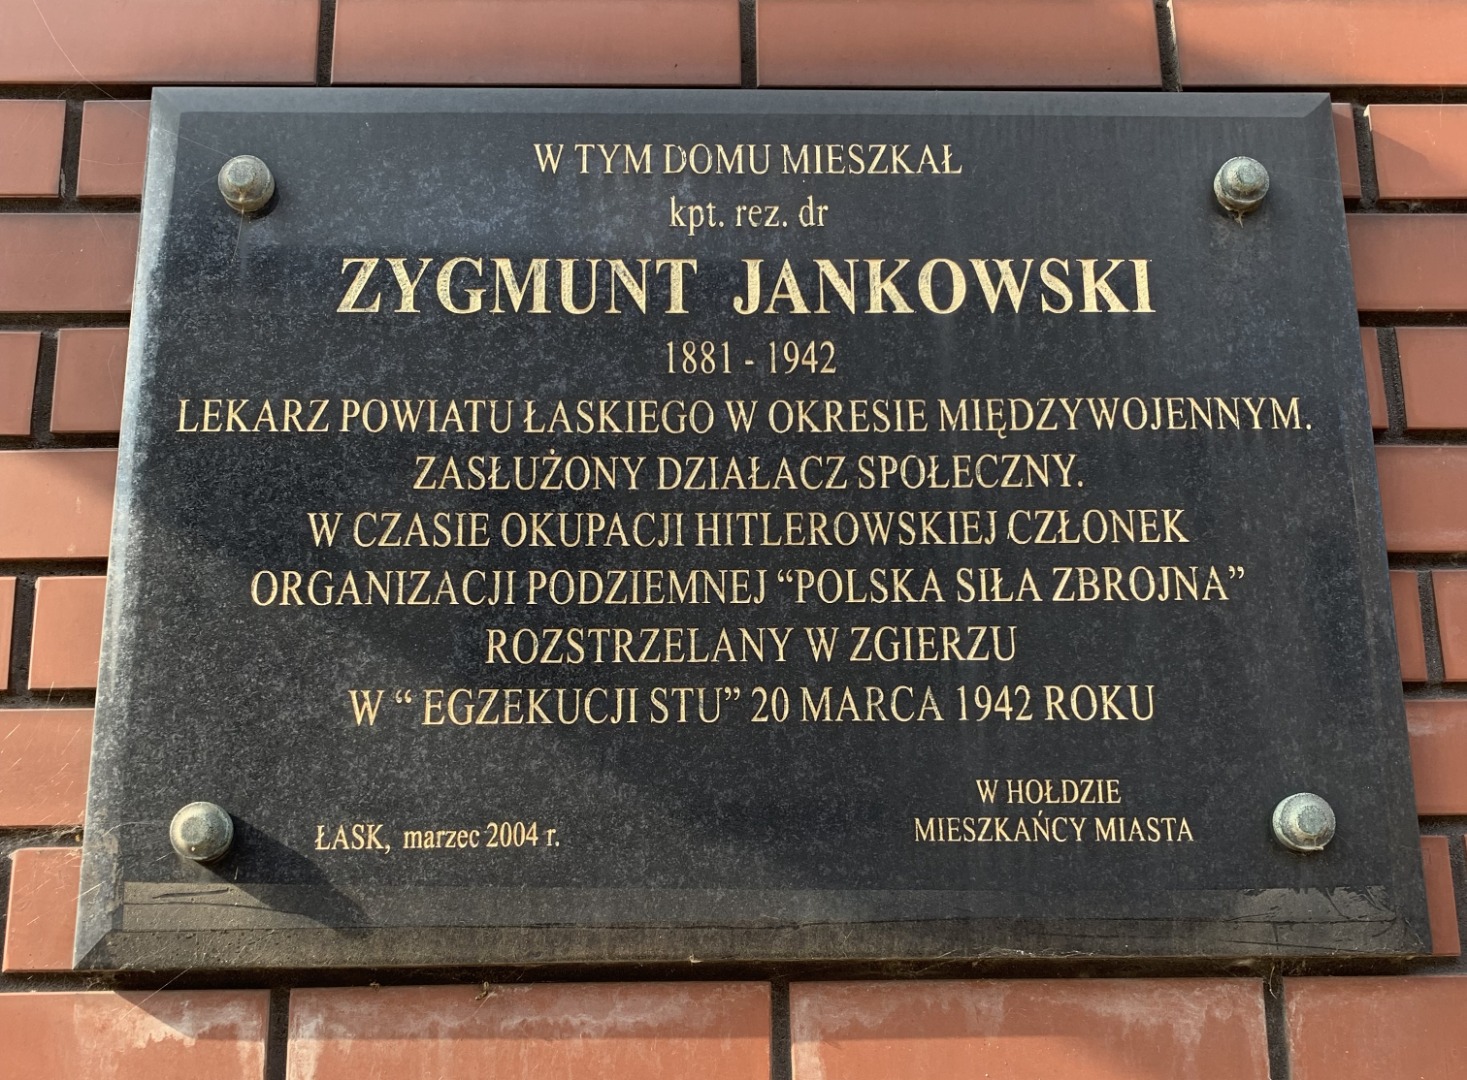 W TYM DOMU MIESZKAŁ
kpt. rez. dr
ZYGMUNT JANKOWSKI
1881 - 1942
LEKARZ POWIATU ŁASKIEGO W OKRESIE MIĘDZYWOJENNYM.
ZASŁUŻONY DZIAŁACZ SPOŁECZNY.
W CZASIE OKUPACJI HITLEROWSKIEJ CZŁONEK
ORGANIZACJI PODZIEMNEJ “POLSKA SIŁA ZBROJNA”
ROZSTRZELANY W ZGIERZU
W “ EGZEKUCJI STU” 20 MARCA 1942 ROKU
W HOŁDZIE
MIESZKAŃCY MIASTA
ŁASK, marzec 2004 r.